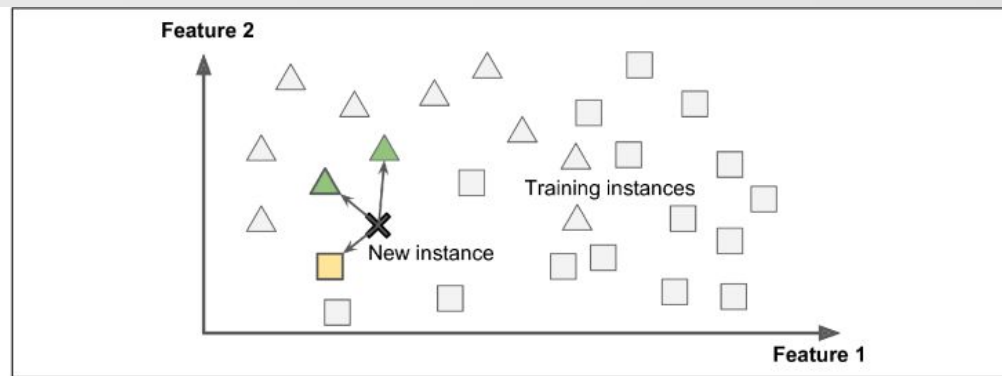 Feature 2
Training instances
New instance
Feature 1